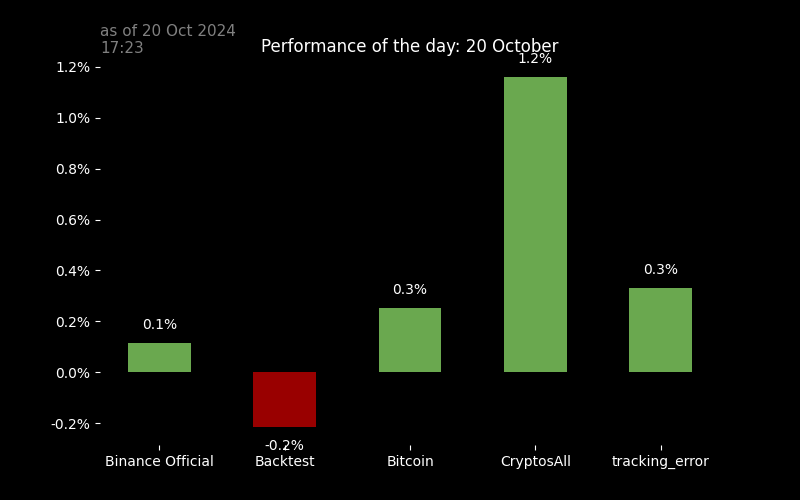 as of 20 Oct 2024
17:23
Performance of the day: 20 October
1.2%
1.0%
0.8%
0.6%
0.4%
0.2%
0.0%
-0.2%
0.1%
-0.2%
0.3%
1.2%
0.3%
Binance Official
Backtest
Bitcoin
CryptosAll
tracking_error